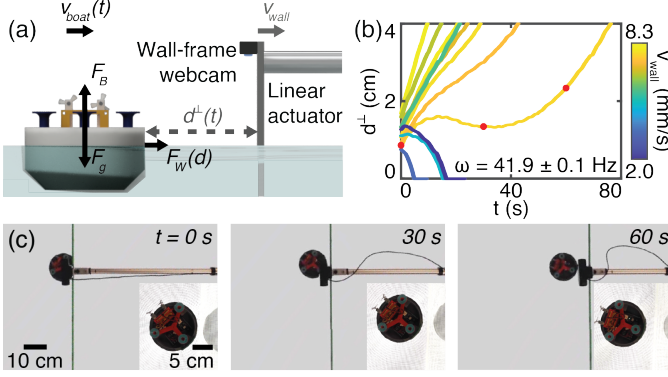 (a)
v_boat(t)
v_wall
Wall-frame
webcam
Linear
actuator
F_B
d⊥(t)
F_g
F_W(d)
(b)
d⊥ (cm)
4
2
0
0
40
80
t (s)
ω = 41.9 ± 0.1 Hz
8.3
v_wall (mm/s)
2.0
(c)
t = 0 s
10 cm
5 cm
30 s
60 s